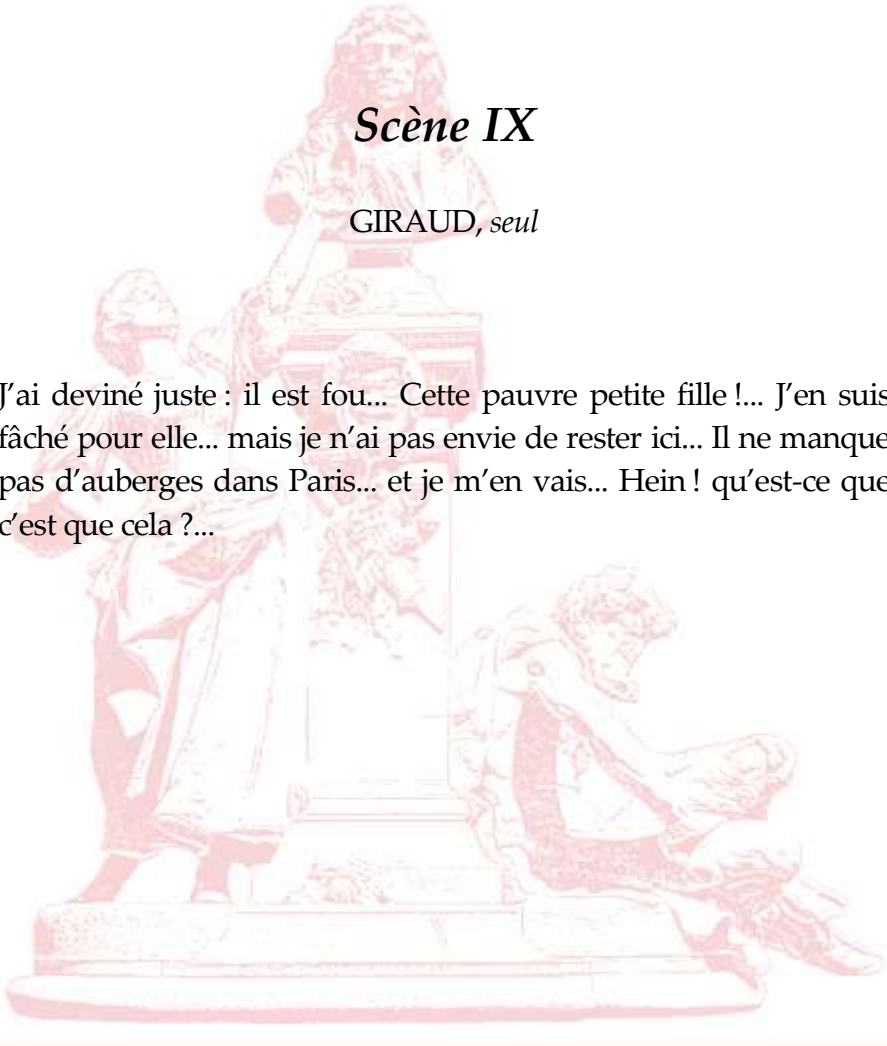 Scène IX
GIRAUD, seul
J’ai deviné juste : il est fou... Cette pauvre petite fille !... J’en suis
fâché pour elle... mais je n’ai pas envie de rester ici... Il ne manque
pas d’auberges dans Paris... et je m’en vais... Hein ! qu’est-ce que
c’est que cela ?...